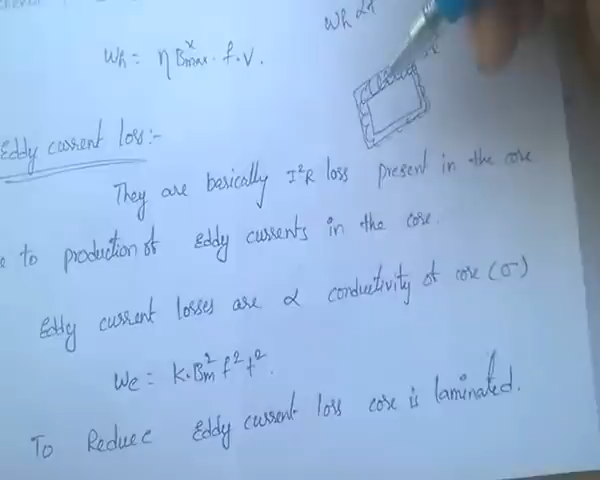 Wh α
Wh = η B^x max · f · V.
Eddy current loss :-
They are basically I²R loss present in the core
to production of Eddy currents in the core.
Eddy current losses are α conductivity of core (σ)
We = K·Bm² f² t².
To Reduce Eddy current loss core is laminated.